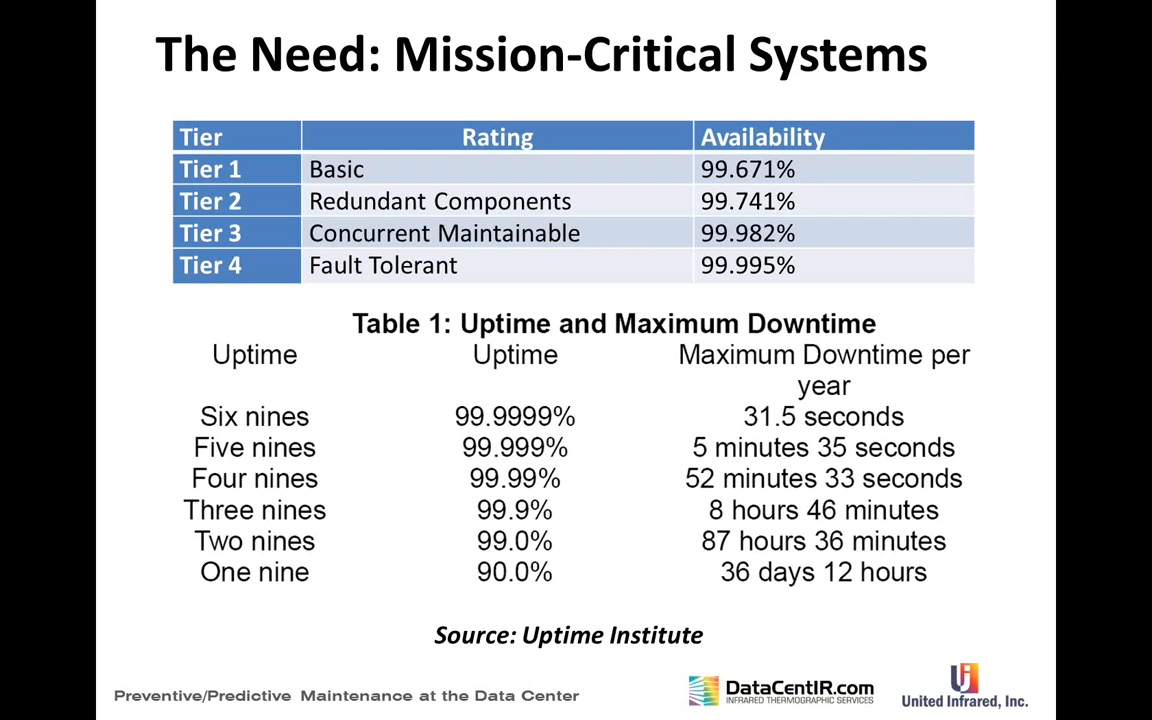 The Need: Mission-Critical Systems
Tier Rating Availability
Tier 1 Basic 99.671%
Tier 2 Redundant Components 99.741%
Tier 3 Concurrent Maintainable 99.982%
Tier 4 Fault Tolerant 99.995%
Table 1: Uptime and Maximum Downtime
Uptime Uptime Maximum Downtime per
year
Six nines 99.9999% 31.5 seconds
Five nines 99.999% 5 minutes 35 seconds
Four nines 99.99% 52 minutes 33 seconds
Three nines 99.9% 8 hours 46 minutes
Two nines 99.0% 87 hours 36 minutes
One nine 90.0% 36 days 12 hours
Source: Uptime Institute
Preventive/Predictive Maintenance at the Data Center
DataCentIR.com
INFRARED THERMOGRAPHIC SERVICES
Ui
United Infrared, Inc.